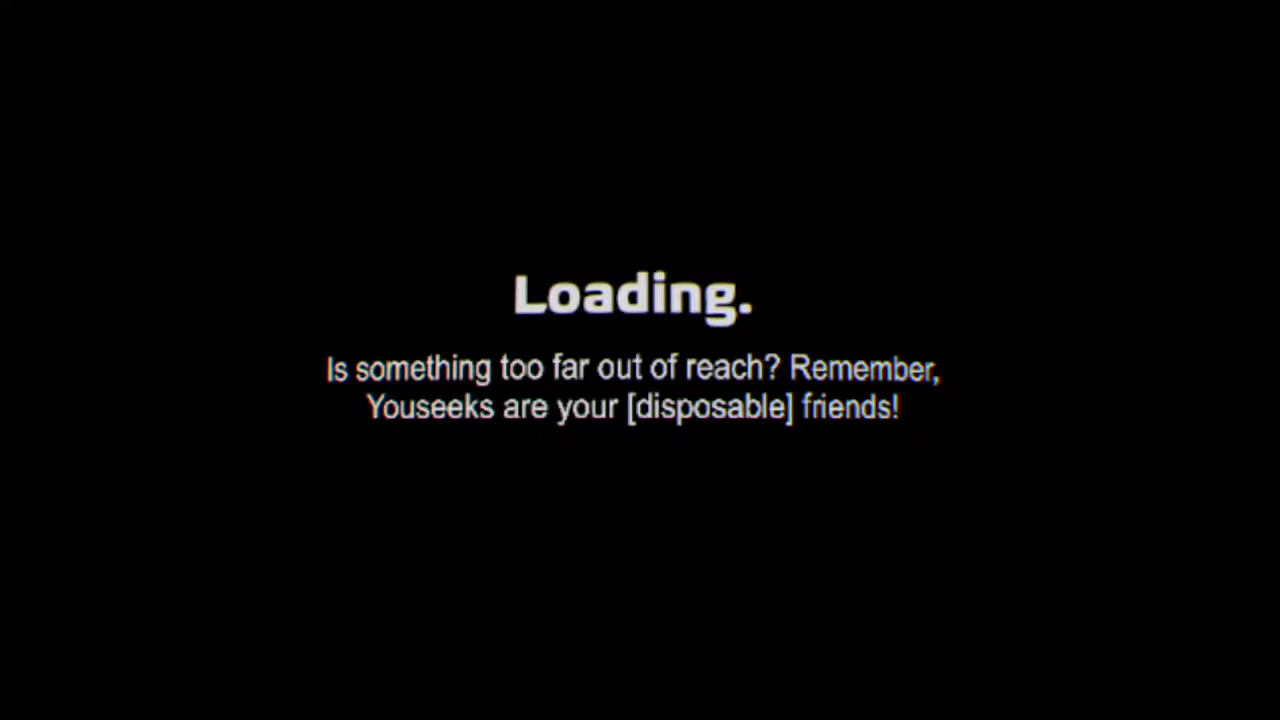 Loading.
Is something too far out of reach? Remember,
Youseeks are your [disposable] friends!